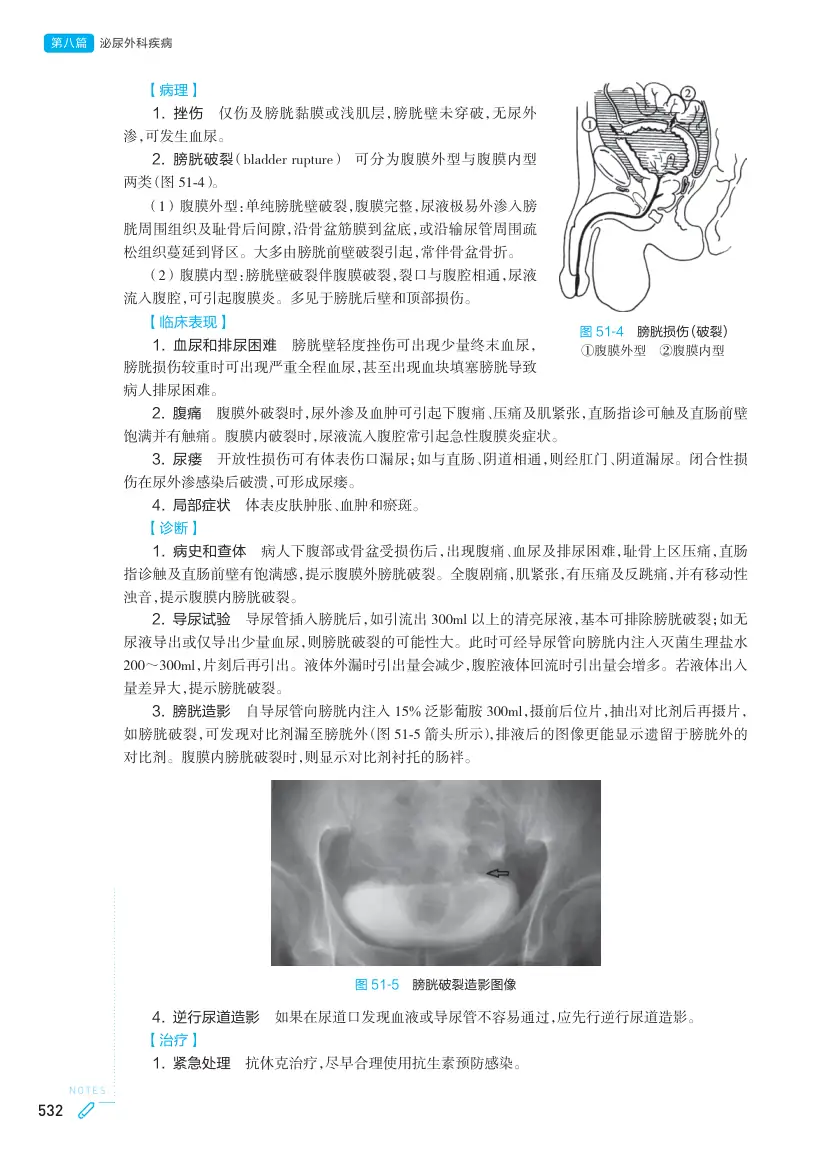 第八篇 泌尿外科疾病
【病理】
1. 挫伤 仅伤及膀胱黏膜或浅肌层,膀胱壁未穿破,无尿外
渗,可发生血尿。
2. 膀胱破裂(bladder rupture) 可分为腹膜外型与腹膜内型
两类(图 51-4)。
(1)腹膜外型:单纯膀胱壁破裂,腹膜完整,尿液极易外渗入膀
胱周围组织及耻骨后间隙,沿骨盆筋膜到盆底,或沿输尿管周围疏
松组织蔓延到肾区。大多由膀胱前壁破裂引起,常伴骨盆骨折。
(2)腹膜内型:膀胱壁破裂伴腹膜破裂,裂口与腹腔相通,尿液
流入腹腔,可引起腹膜炎。多见于膀胱后壁和顶部损伤。
【临床表现】
1. 血尿和排尿困难 膀胱壁轻度挫伤可出现少量终末血尿,
膀胱损伤较重时可出现严重全程血尿,甚至出现血块填塞膀胱导致
病人排尿困难。
①
②
图 51-4 膀胱损伤(破裂)
①腹膜外型 ②腹膜内型
2. 腹痛 腹膜外破裂时,尿外渗及血肿可引起下腹痛、压痛及肌紧张,直肠指诊可触及直肠前壁
饱满并有触痛。腹膜内破裂时,尿液流入腹腔常引起急性腹膜炎症状。
3. 尿瘘 开放性损伤可有体表伤口漏尿;如与直肠、阴道相通,则经肛门、阴道漏尿。闭合性损
伤在尿外渗感染后破溃,可形成尿瘘。
4. 局部症状 体表皮肤肿胀、血肿和瘀斑。
【诊断】
1. 病史和查体 病人下腹部或骨盆受损伤后,出现腹痛、血尿及排尿困难,耻骨上区压痛,直肠
指诊触及直肠前壁有饱满感,提示腹膜外膀胱破裂。全腹剧痛,肌紧张,有压痛及反跳痛,并有移动性
浊音,提示腹膜内膀胱破裂。
2. 导尿试验 导尿管插入膀胱后,如引流出 300ml 以上的清亮尿液,基本可排除膀胱破裂;如无
尿液导出或仅导出少量血尿,则膀胱破裂的可能性大。此时可经导尿管向膀胱内注入灭菌生理盐水
200～300ml,片刻后再引出。液体外漏时引出量会减少,腹腔液体回流时引出量会增多。若液体出入
量差异大,提示膀胱破裂。
3. 膀胱造影 自导尿管向膀胱内注入 15% 泛影葡胺 300ml,摄前后位片,抽出对比剂后再摄片,
如膀胱破裂,可发现对比剂漏至膀胱外(图 51-5 箭头所示),排液后的图像更能显示遗留于膀胱外的
对比剂。腹膜内膀胱破裂时,则显示对比剂衬托的肠袢。
图 51-5 膀胱破裂造影图像
4. 逆行尿道造影 如果在尿道口发现血液或导尿管不容易通过,应先行逆行尿道造影。
【治疗】
1. 紧急处理 抗休克治疗,尽早合理使用抗生素预防感染。
NOTES
532